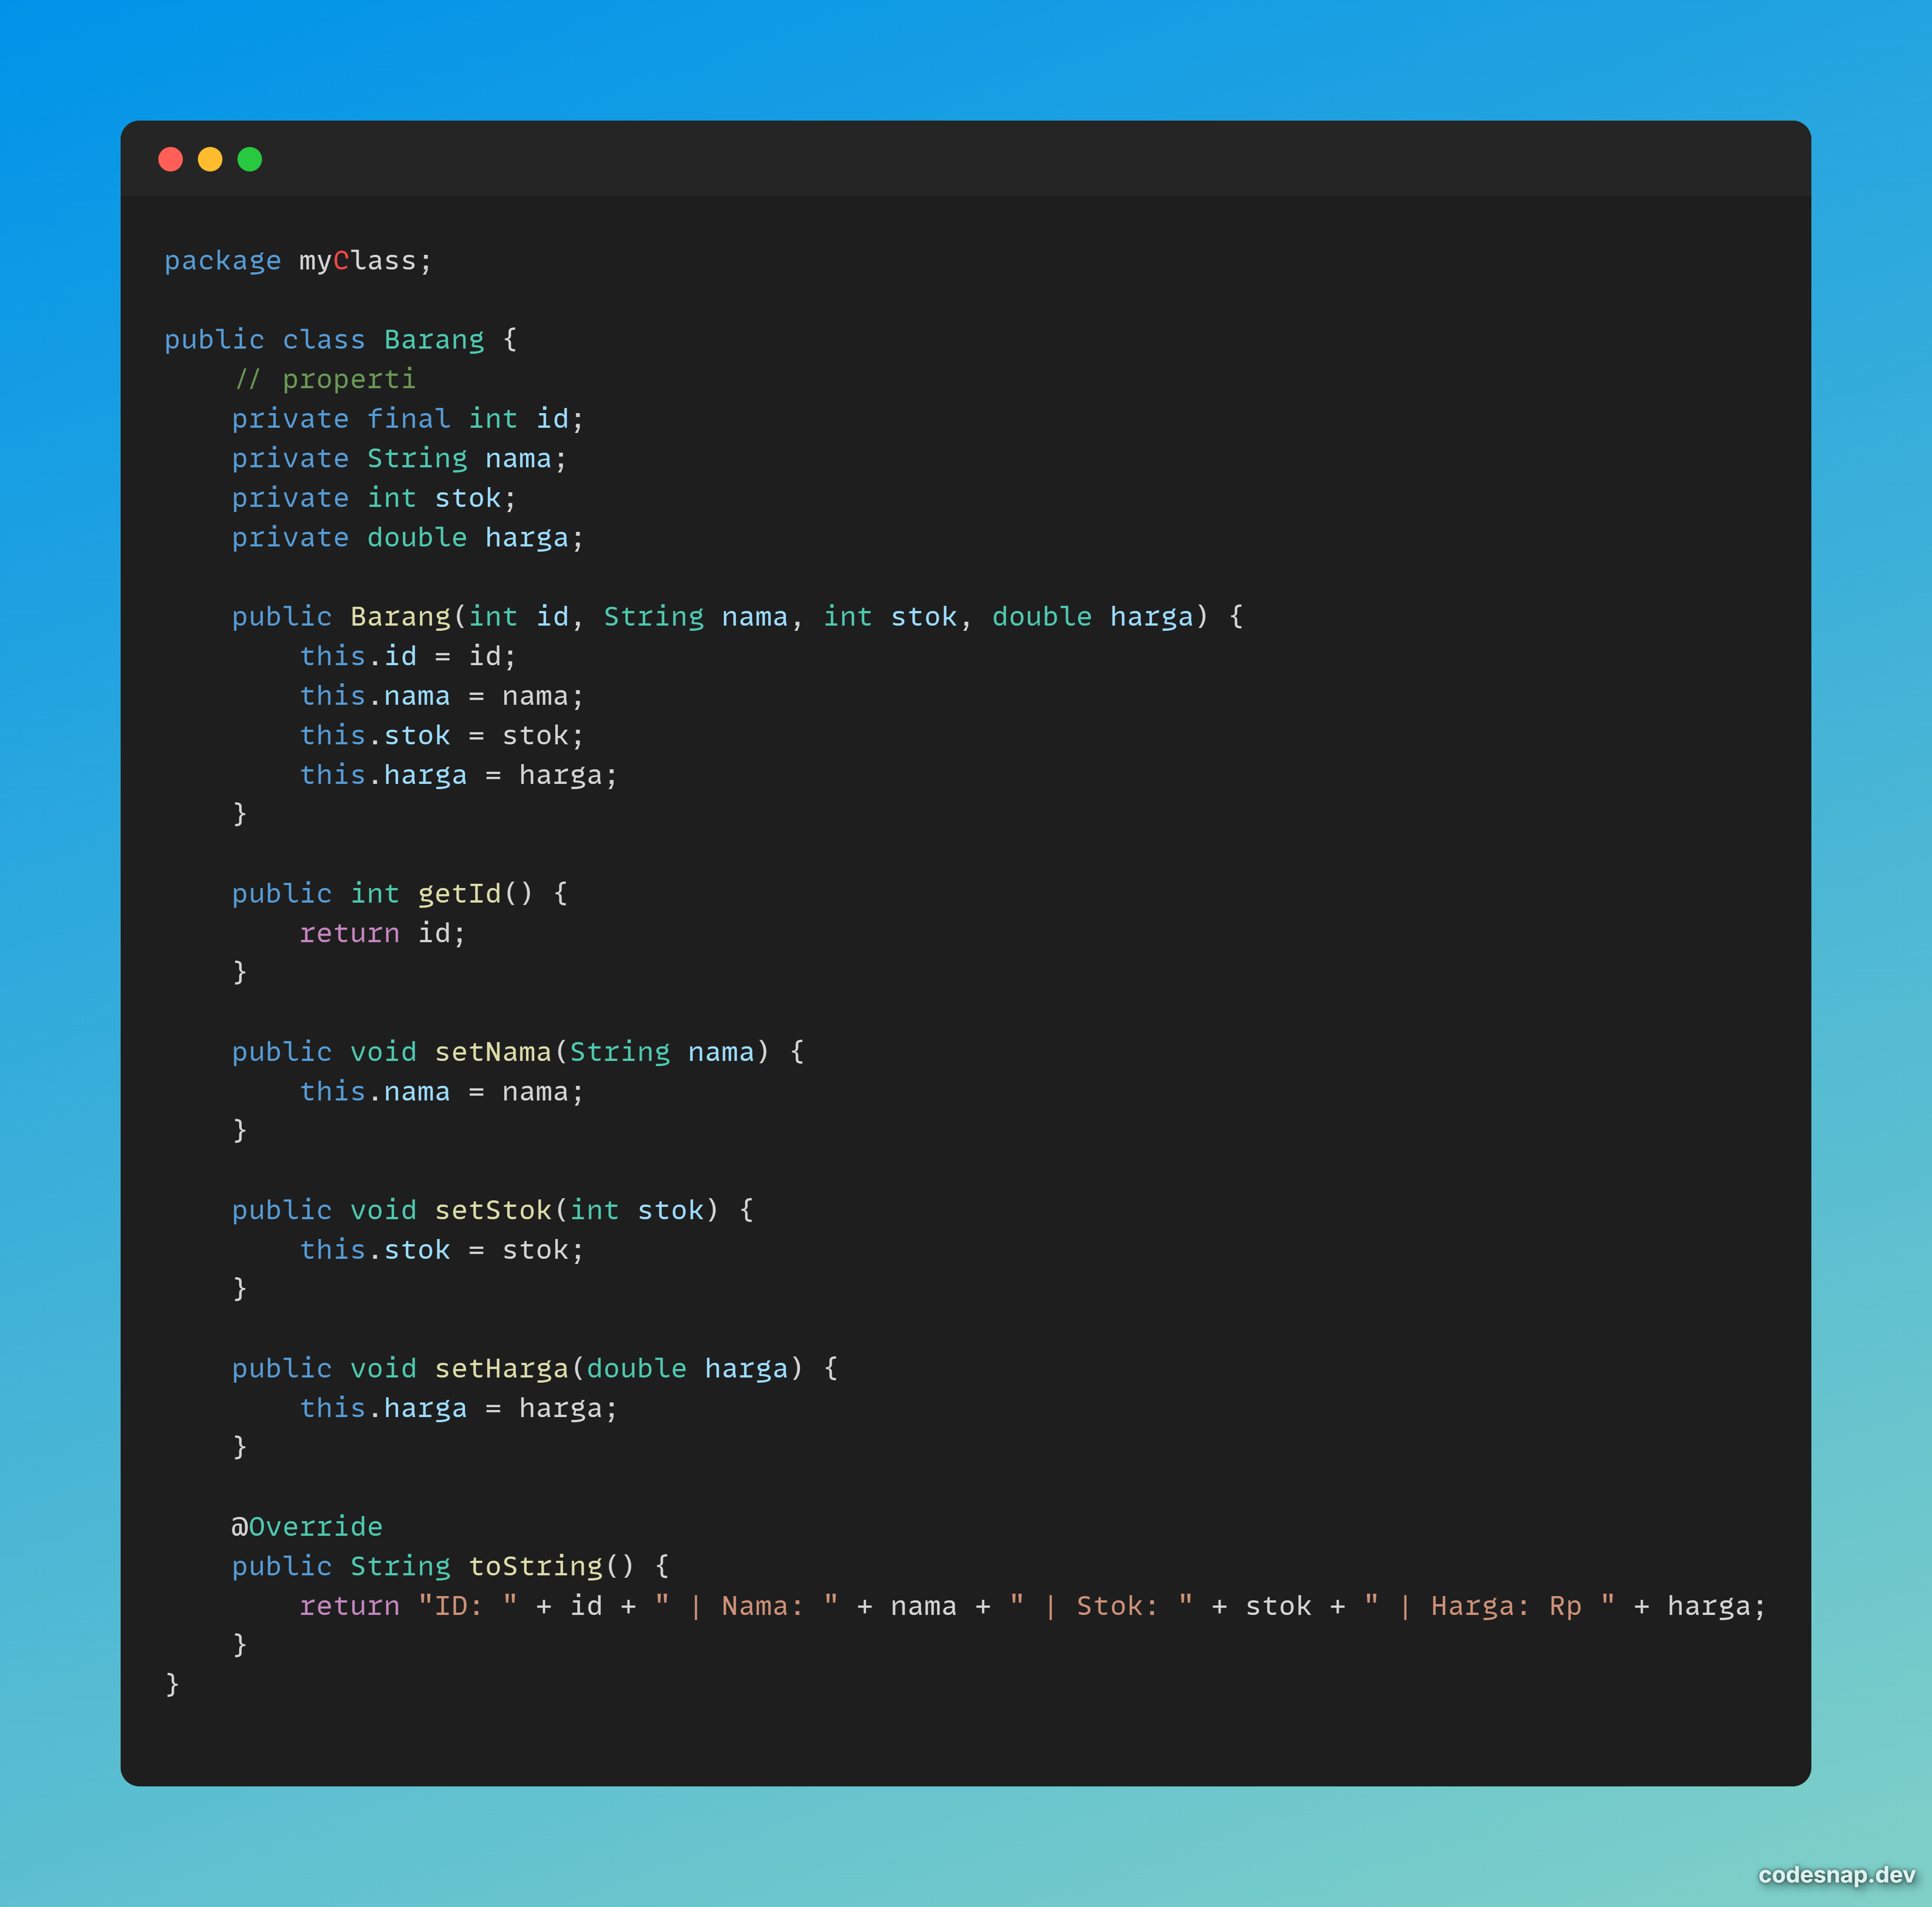 package myClass;

public class Barang {
    // properti
    private final int id;
    private String nama;
    private int stok;
    private double harga;

    public Barang(int id, String nama, int stok, double harga) {
        this.id = id;
        this.nama = nama;
        this.stok = stok;
        this.harga = harga;
    }

    public int getId() {
        return id;
    }

    public void setNama(String nama) {
        this.nama = nama;
    }

    public void setStok(int stok) {
        this.stok = stok;
    }

    public void setHarga(double harga) {
        this.harga = harga;
    }

    @Override
    public String toString() {
        return "ID: " + id + " | Nama: " + nama + " | Stok: " + stok + " | Harga: Rp " + harga;
    }
}
codesnap.dev